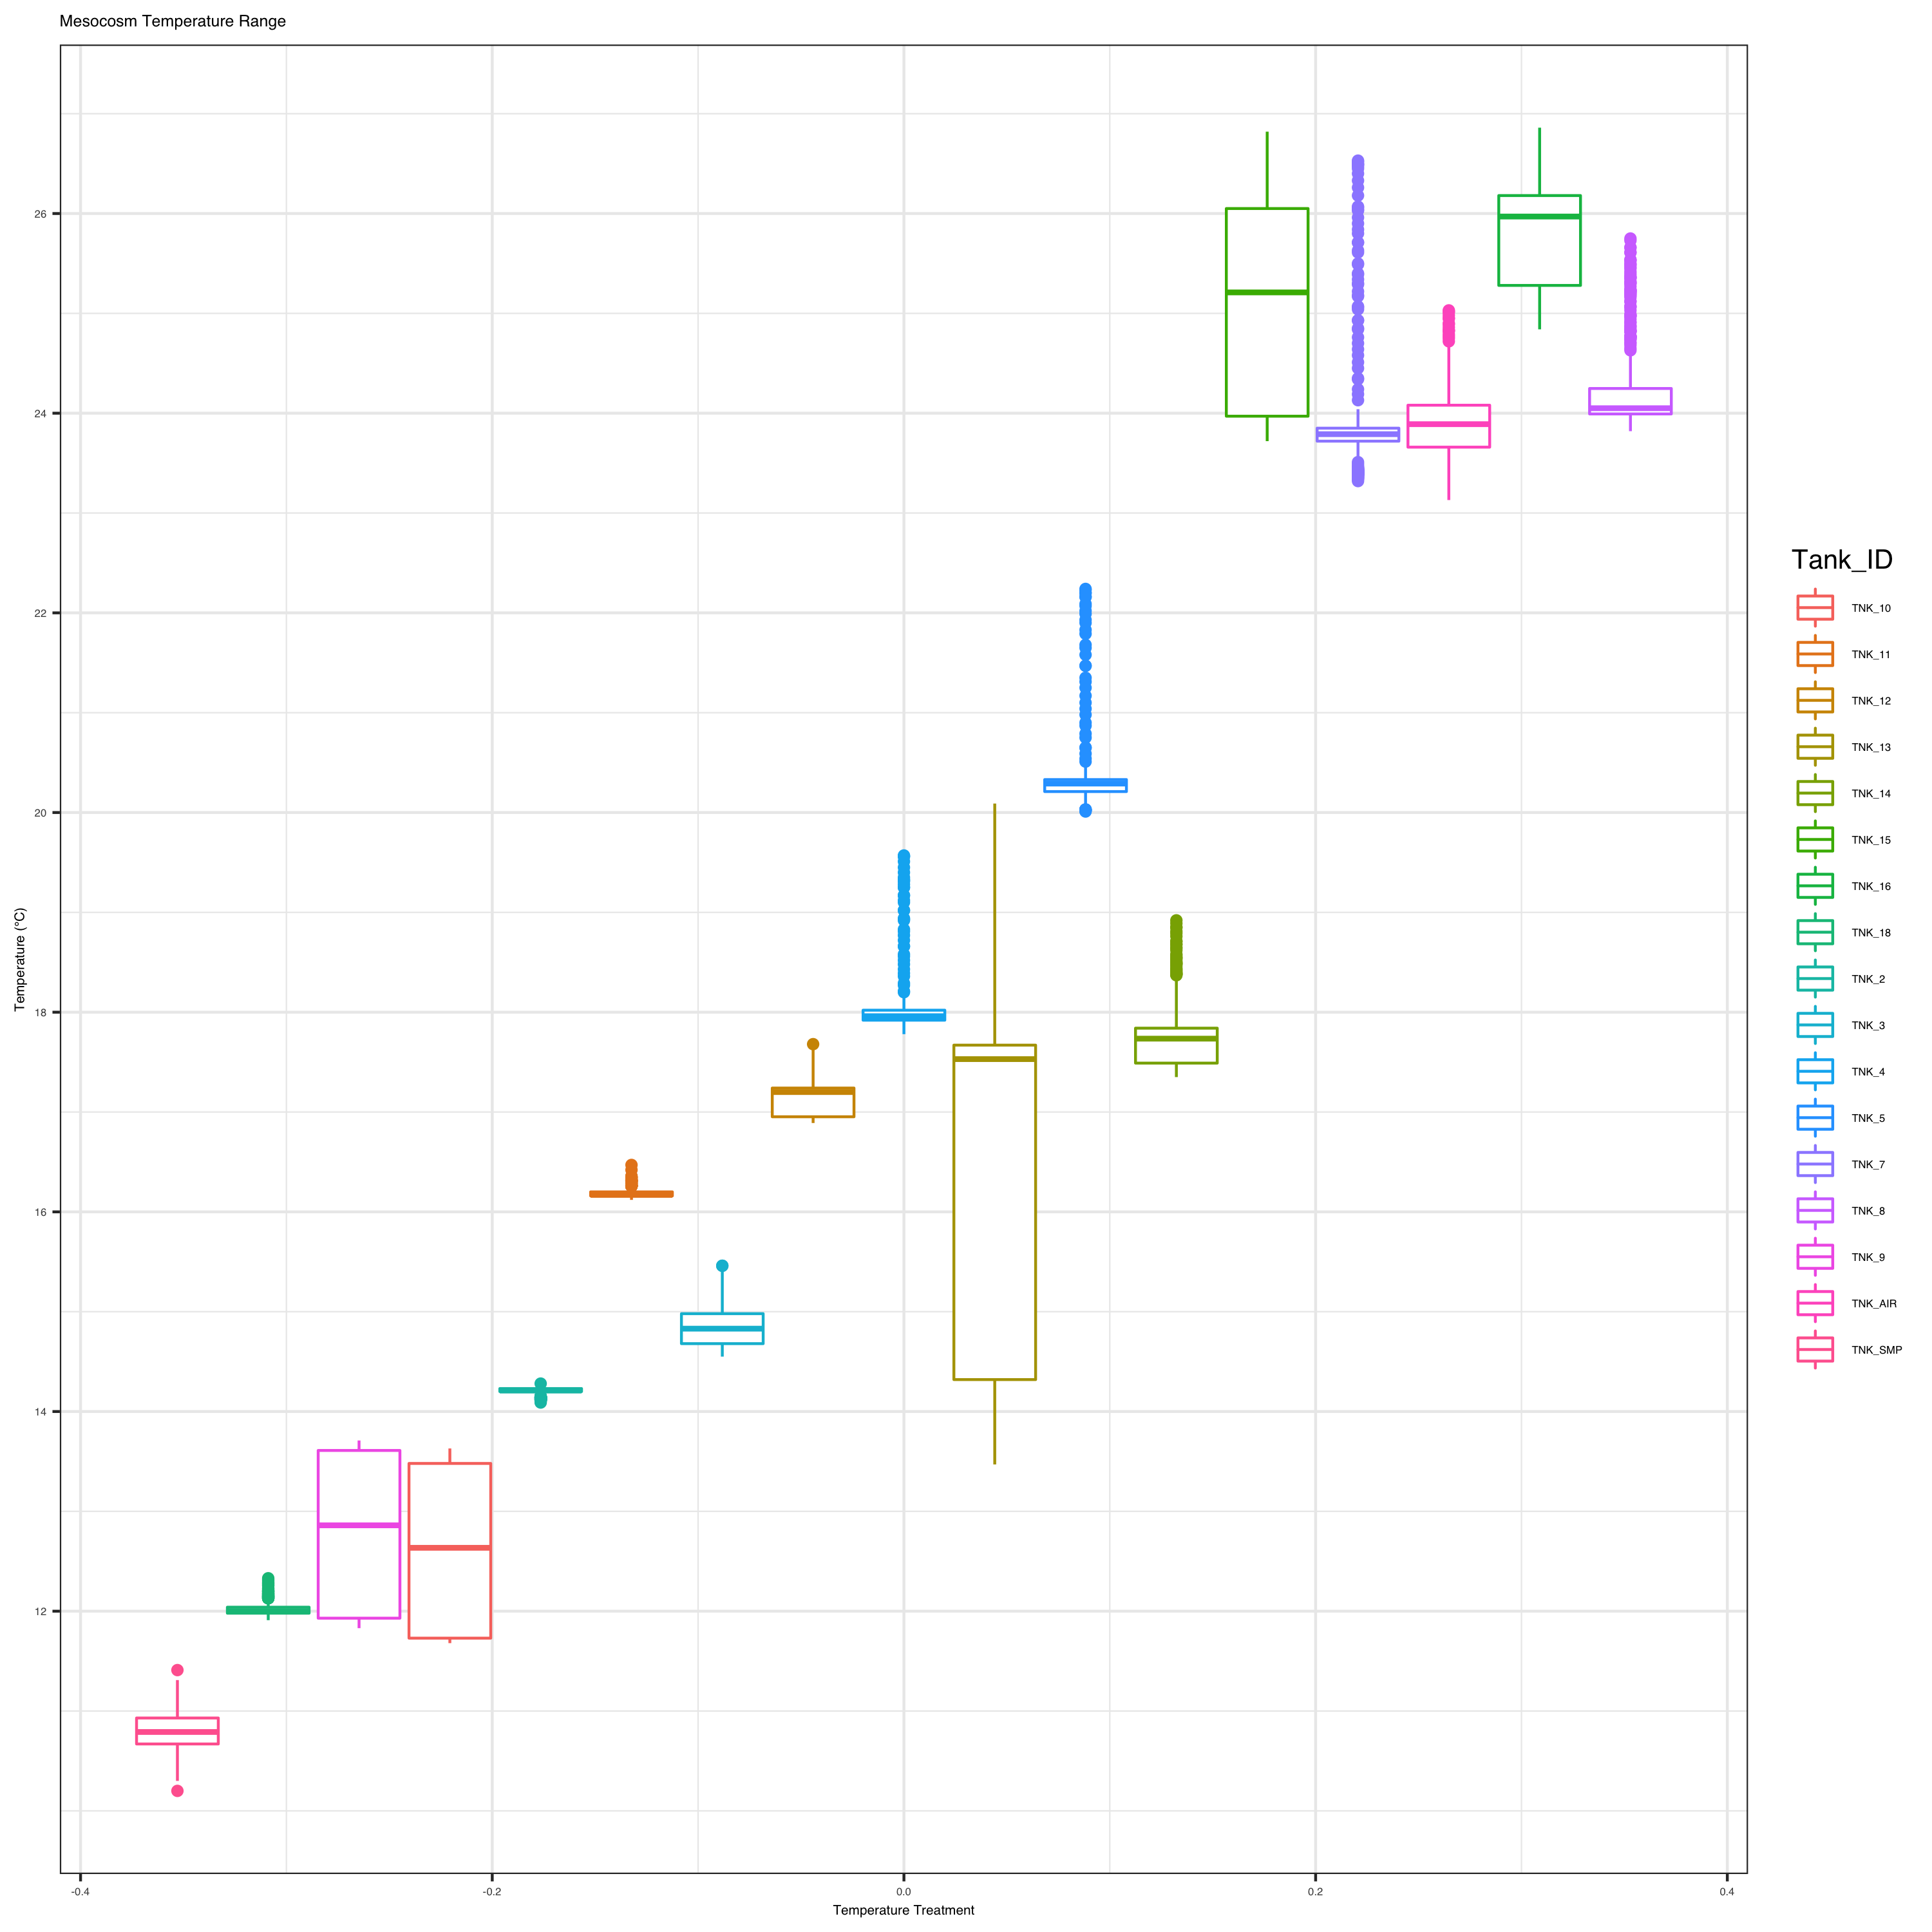 Mesocosm Temperature Range
26
24
22
20
18
16
14
12
Temperature (°C)
-0.4
-0.2
0.0
0.2
0.4
Temperature Treatment
Tank_ID
TNK_10
TNK_11
TNK_12
TNK_13
TNK_14
TNK_15
TNK_16
TNK_18
TNK_2
TNK_3
TNK_4
TNK_5
TNK_7
TNK_8
TNK_9
TNK_AIR
TNK_SMP